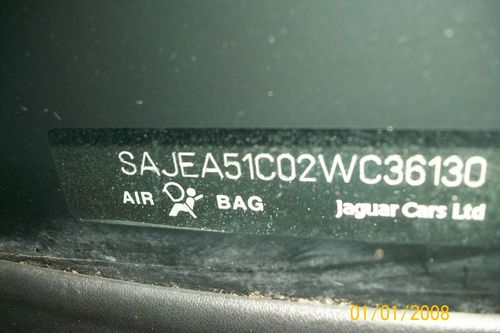 SAJEA51C02WC36130
AIR BAG
Jaguar Cars Ltd
01/01/2008